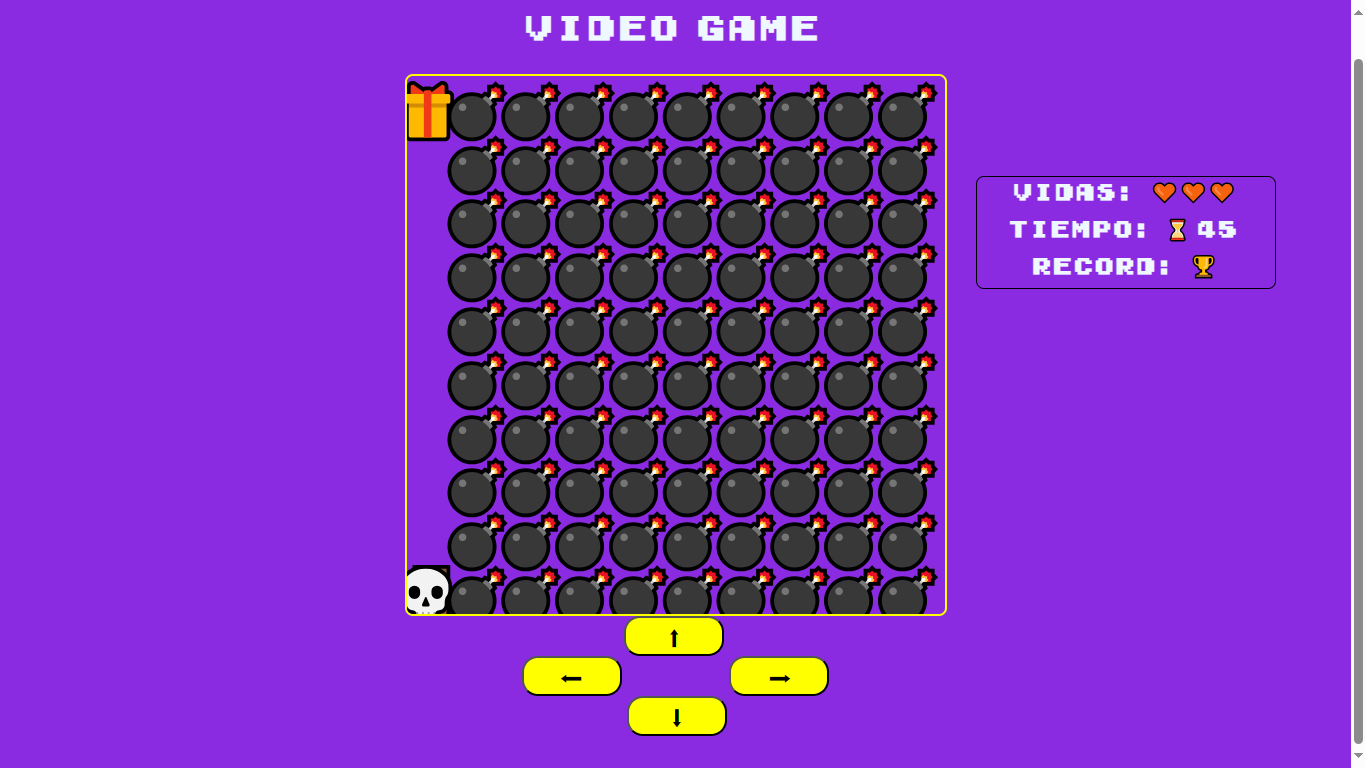 VIDEO GAME
VIDAS: 🧡🧡🧡
TIEMPO: ⏳45
RECORD: 🏆
↑
← →
↓